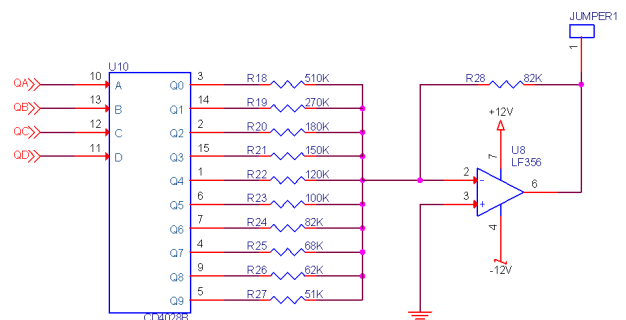 JUMPER1
1
U10
QA 10 A Q0 3 R18 510K R28 82K
QB 13 B Q1 14 R19 270K
QC 12 C Q2 2 R20 180K +12V
QD 11 D Q3 15 R21 150K 7 U8
LF356
Q4 1 R22 120K 2 -
Q5 6 R23 100K 3 + 6
Q6 7 R24 82K 4
Q7 4 R25 68K
Q8 9 R26 62K -12V
Q9 5 R27 51K
CD4028B